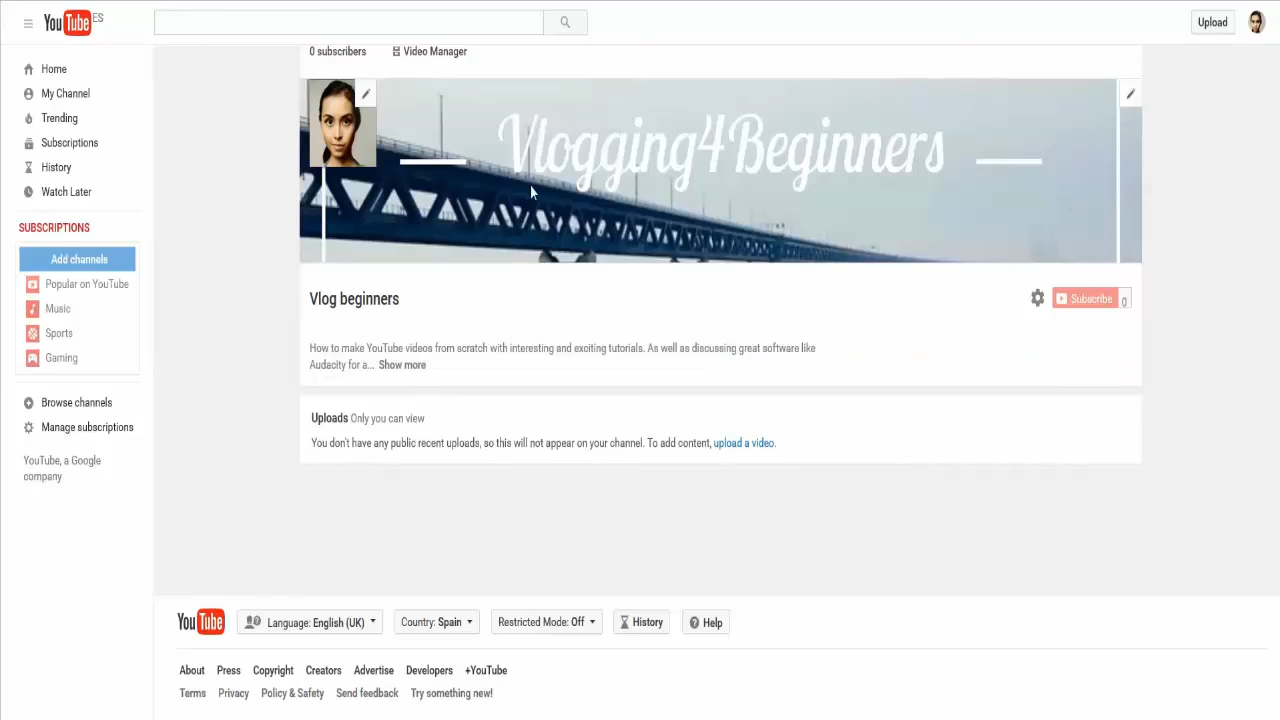 YouTube ES
Upload
0 subscribers
Video Manager
Home
My Channel
Trending
Subscriptions
History
Watch Later
SUBSCRIPTIONS
Add channels
Popular on YouTube
Music
Sports
Gaming
Browse channels
Manage subscriptions
YouTube, a Google
company
Vlogging4Beginners
Vlog beginners
Subscribe 0
How to make YouTube videos from scratch with interesting and exciting tutorials. As well as discussing great software like
Audacity for a... Show more
Uploads Only you can view
You don't have any public recent uploads, so this will not appear on your channel. To add content, upload a video.
YouTube
Language: English (UK)
Country: Spain
Restricted Mode: Off
History
Help
About Press Copyright Creators Advertise Developers +YouTube
Terms Privacy Policy & Safety Send feedback Try something new!